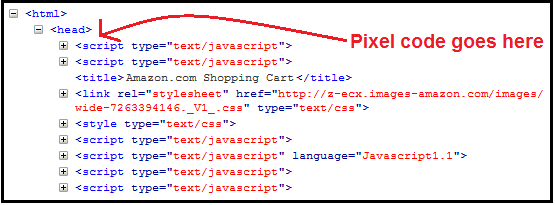 <html>
<head>
Pixel code goes here
<script type="text/javascript">
<script type="text/javascript">
<title>Amazon.com Shopping Cart</title>
<link rel="stylesheet" href="http://z-ecx.images-amazon.com/images/
wide-7263394146._V1_.css" type="text/css">
<style type="text/css">
<script type="text/javascript">
<script type="text/javascript" language="Javascript1.1">
<script type="text/javascript">
<script type="text/javascript">